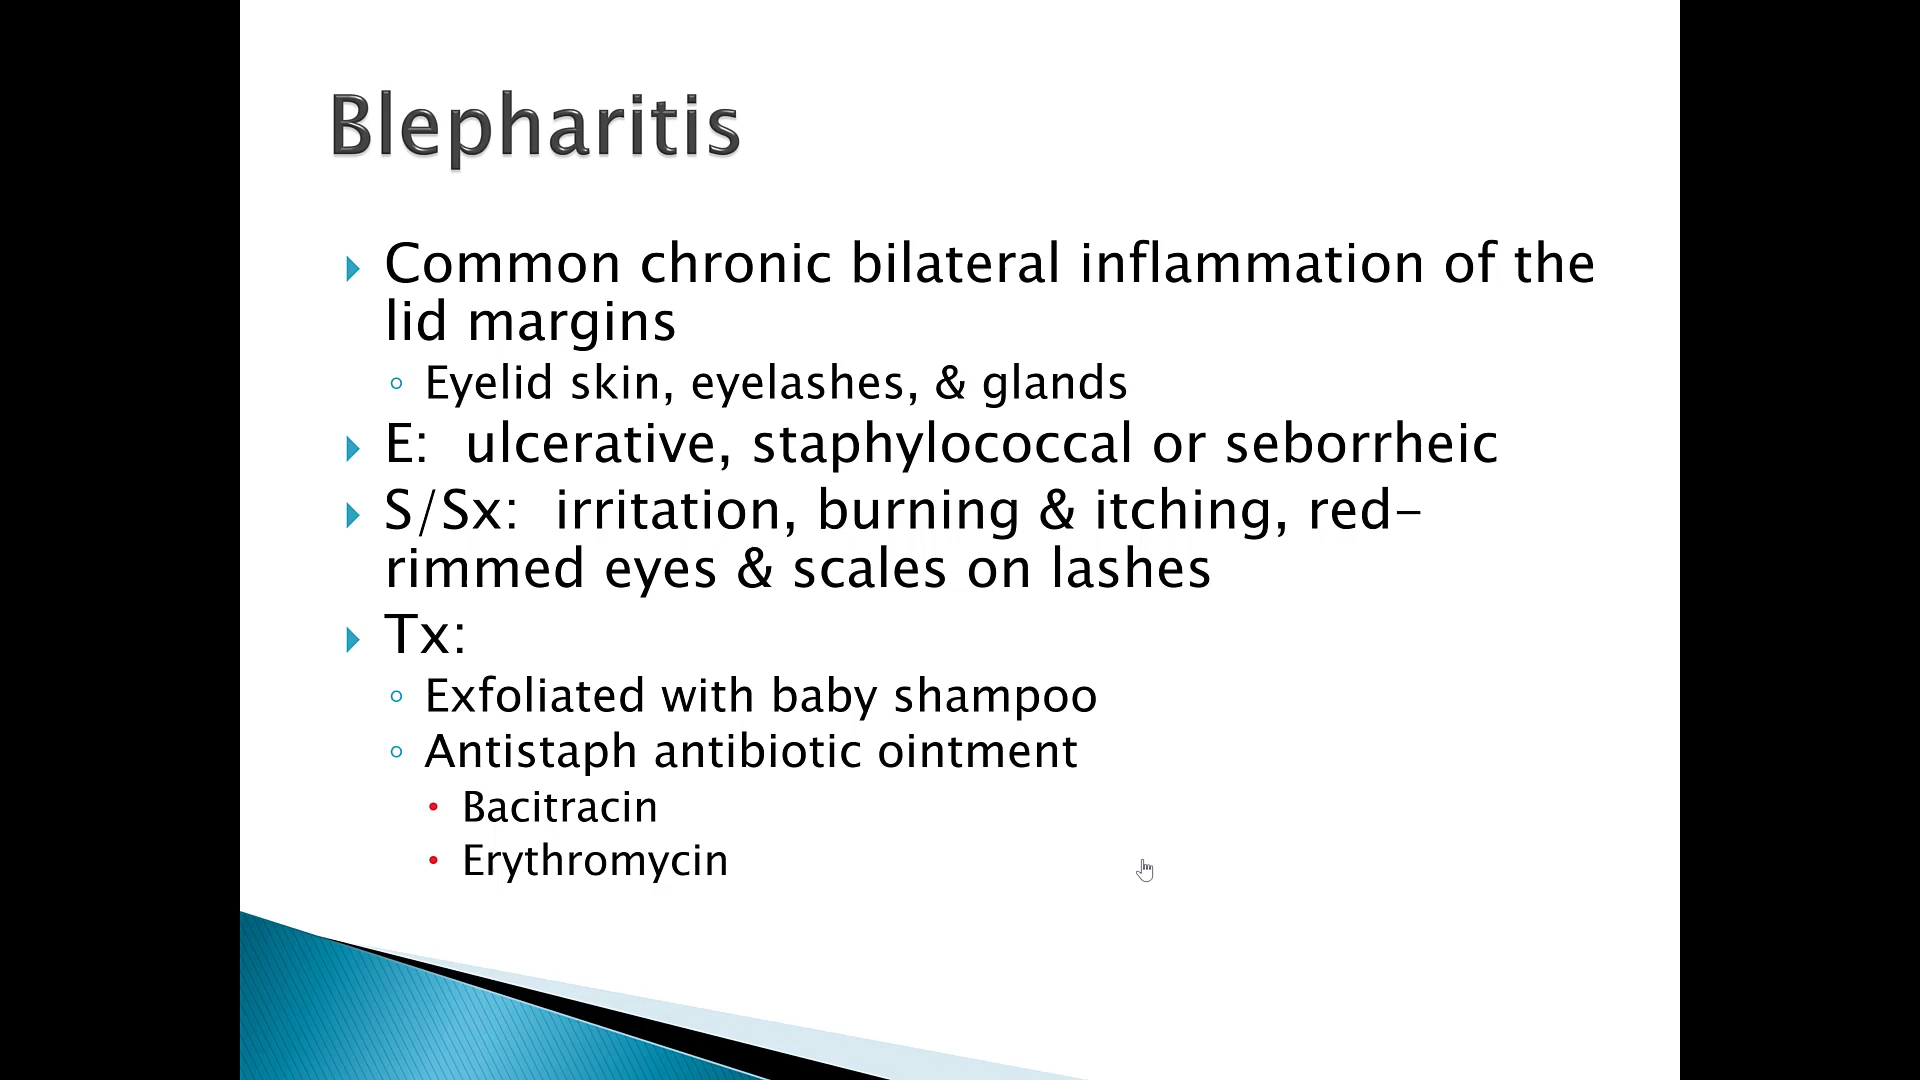 Blepharitis
Common chronic bilateral inflammation of the
lid margins
Eyelid skin, eyelashes, & glands
E:  ulcerative, staphylococcal or seborrheic
S/Sx:  irritation, burning & itching, red-
rimmed eyes & scales on lashes
Tx:
Exfoliated with baby shampoo
Antistaph antibiotic ointment
Bacitracin
Erythromycin